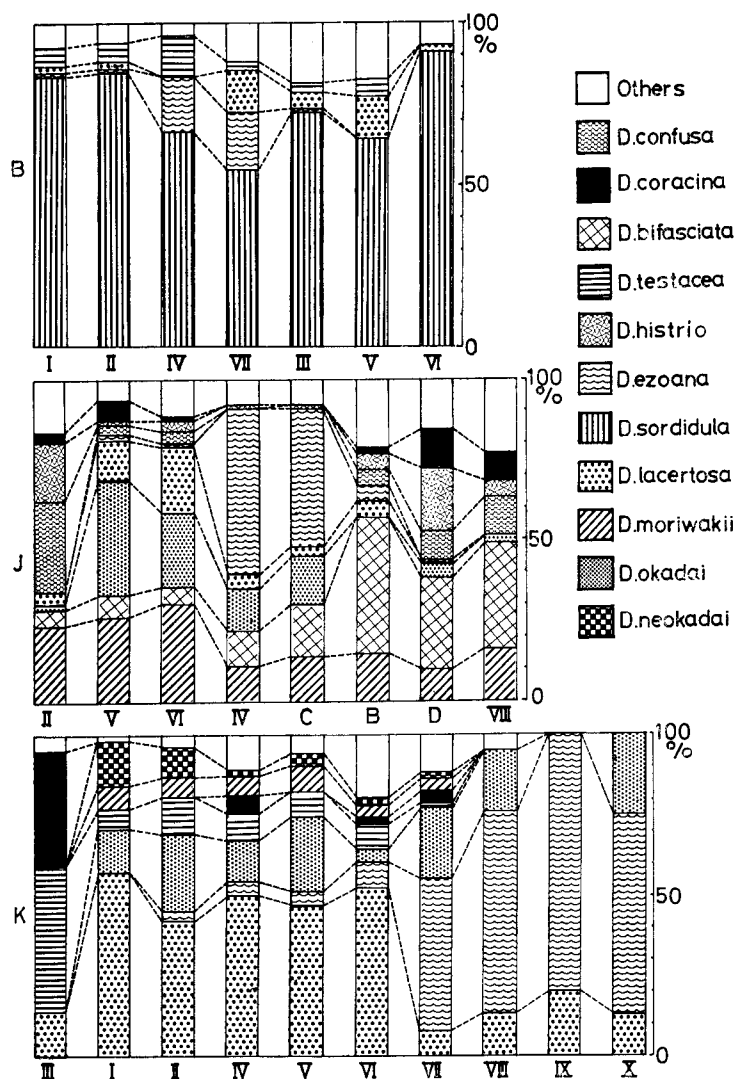 100
%
50
0
B
I II IV VII III V VI
Others
D.confusa
D.coracina
D.bifasciata
D.testacea
D.histrio
D.ezoana
D.sordidula
D.lacertosa
D.moriwakii
D.okadai
D.neokadai
100
%
50
0
J
II V VI IV C B D VIII
100
%
50
0
K
III I II IV V VI VII VIII IX X